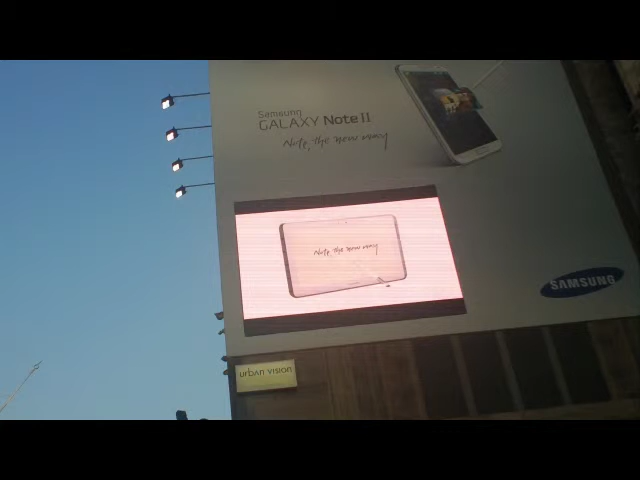 Samsung
GALAXY Note II
Note, the new way
Note, the new way
SAMSUNG
urban vision